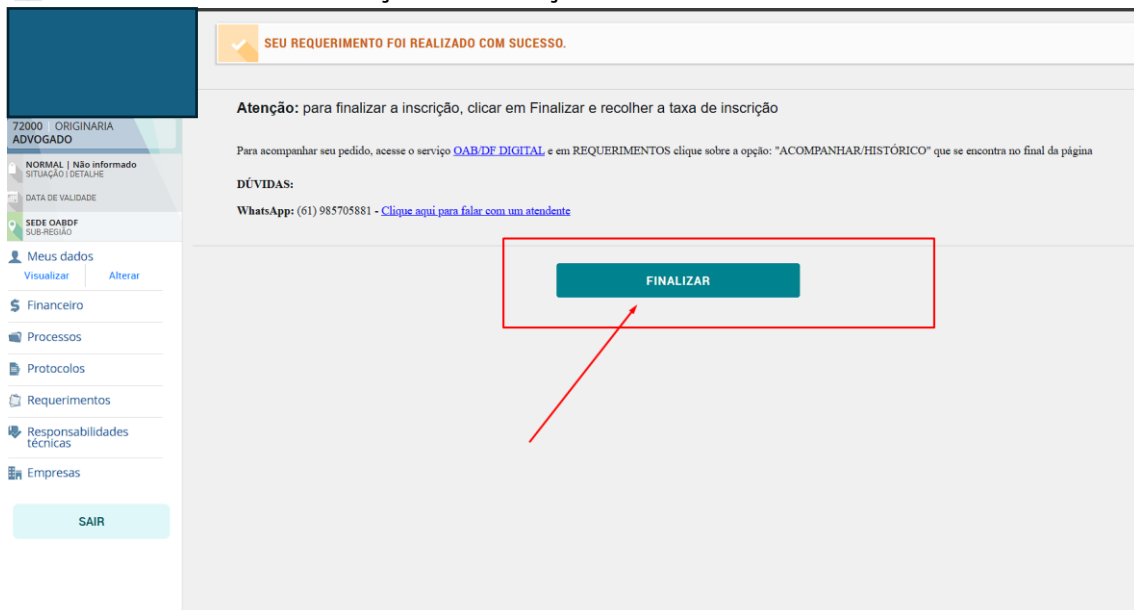 SEU REQUERIMENTO FOI REALIZADO COM SUCESSO.
Atenção: para finalizar a inscrição, clicar em Finalizar e recolher a taxa de inscrição
Para acompanhar seu pedido, acesse o serviço OAB/DF DIGITAL e em REQUERIMENTOS clique sobre a opção: "ACOMPANHAR/HISTÓRICO" que se encontra no final da página
DÚVIDAS:
WhatsApp: (61) 985705881 - Clique aqui para falar com um atendente
FINALIZAR
72000 ORIGINARIA
ADVOGADO
NORMAL | Não informado
SITUAÇÃO | DETALHE
DATA DE VALIDADE
SEDE OABDF
SUB-REGIÃO
Meus dados
Visualizar Alterar
Financeiro
Processos
Protocolos
Requerimentos
Responsabilidades
técnicas
Empresas
SAIR